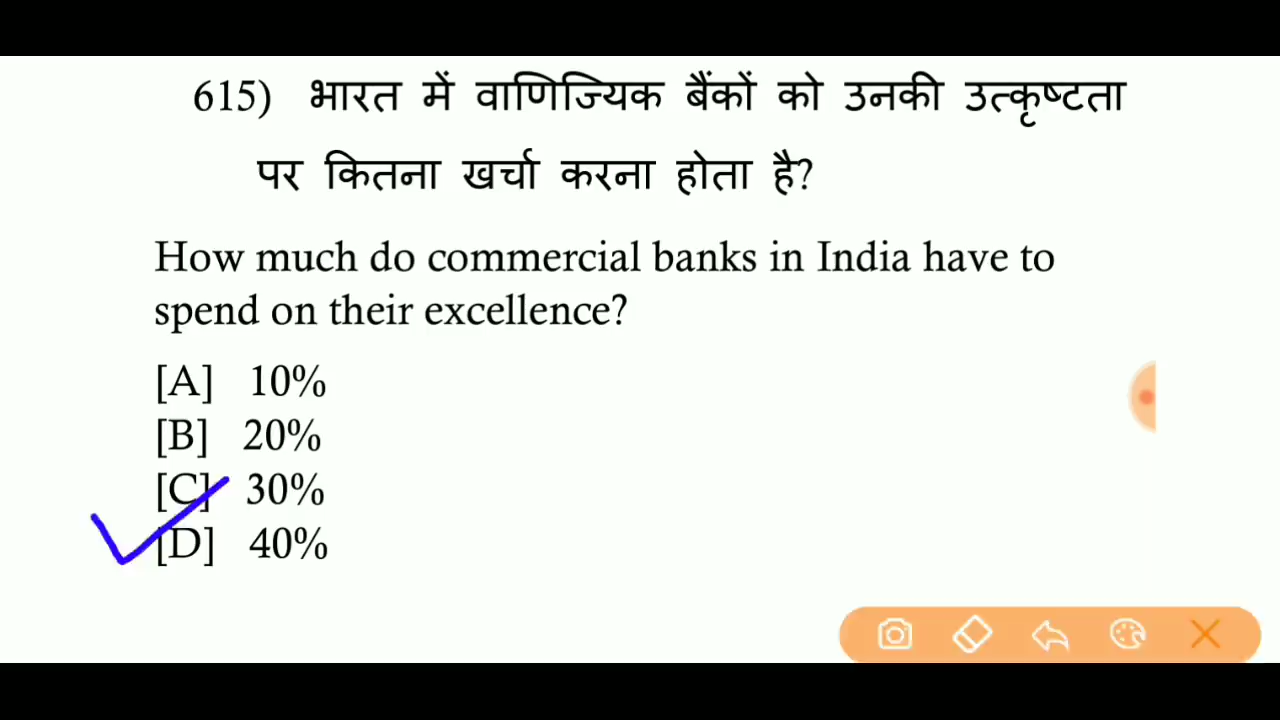 615) भारत में वाणिज्यिक बैंकों को उनकी उत्कृष्टता
पर कितना खर्चा करना होता है?
How much do commercial banks in India have to
spend on their excellence?
[A] 10%
[B] 20%
[C] 30%
[D] 40%